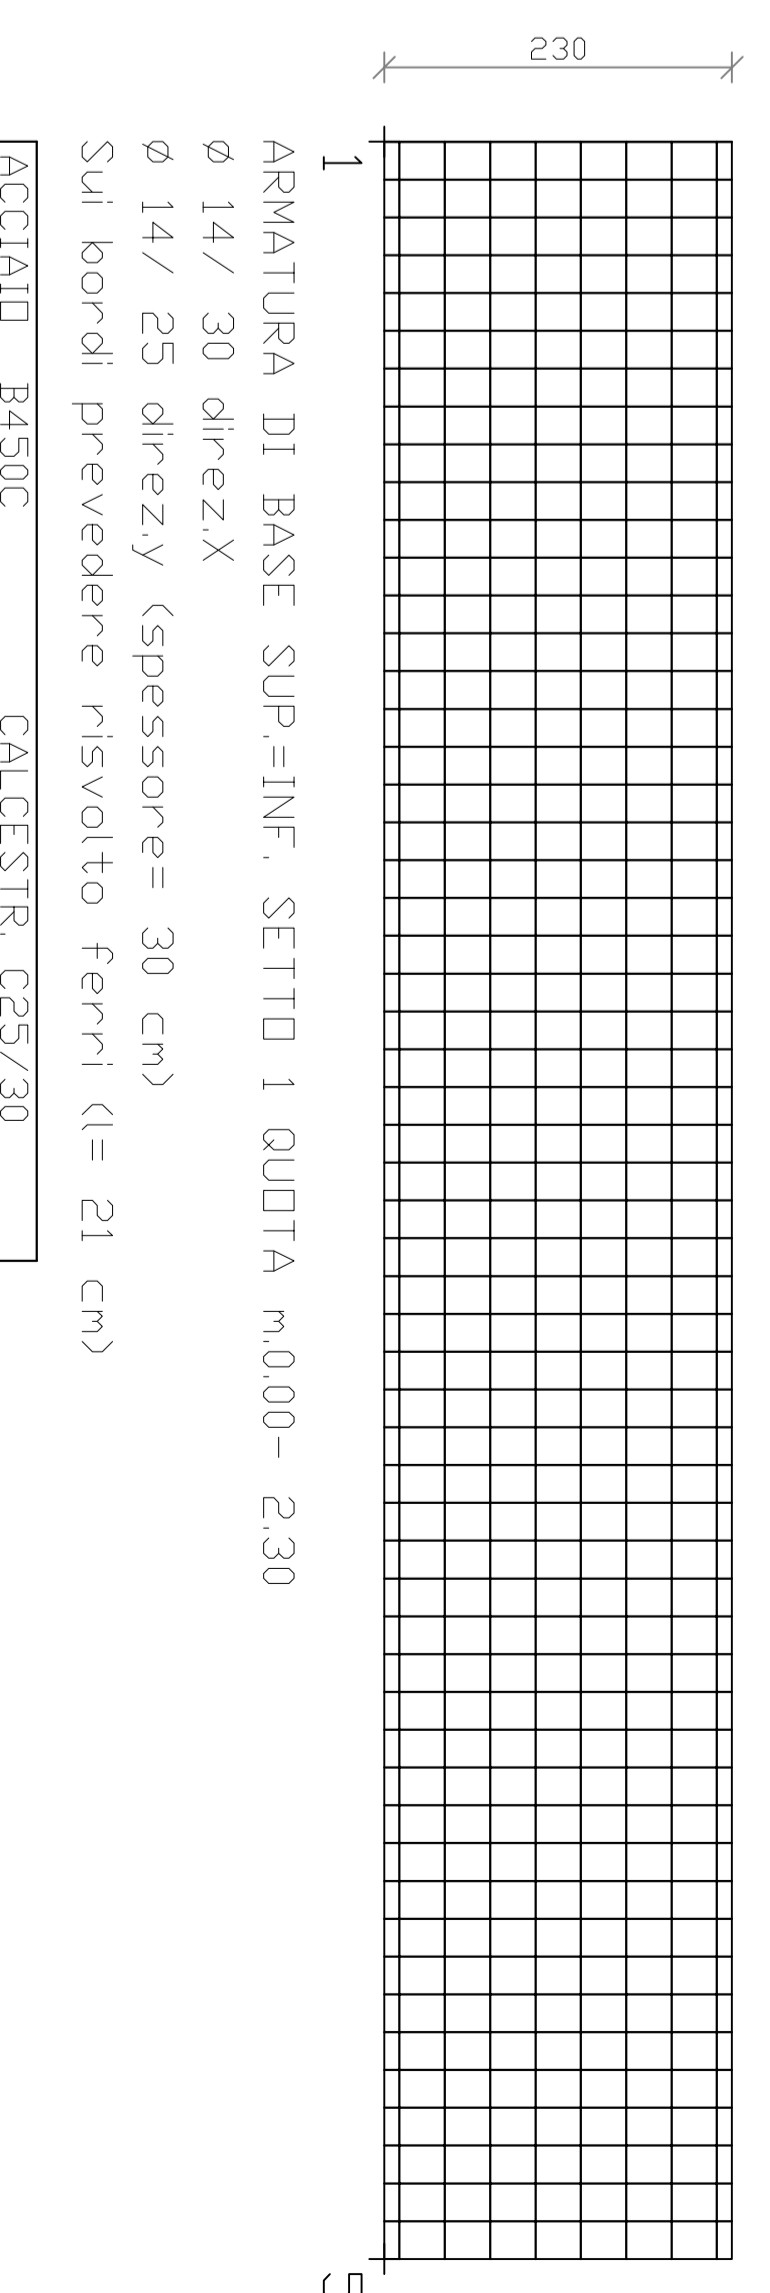 230
1
ARMATURA DI BASE SUP.=INF. SETTO 1 QUOTA m.0.00- 2.30
ø 14/ 30 direz.X
ø 14/ 25 direz.y (spessore= 30 cm)
Sui bordi prevedere risvolto ferri (l= 21 cm)
ACCIAIO B450C CALCESTR. C25/30